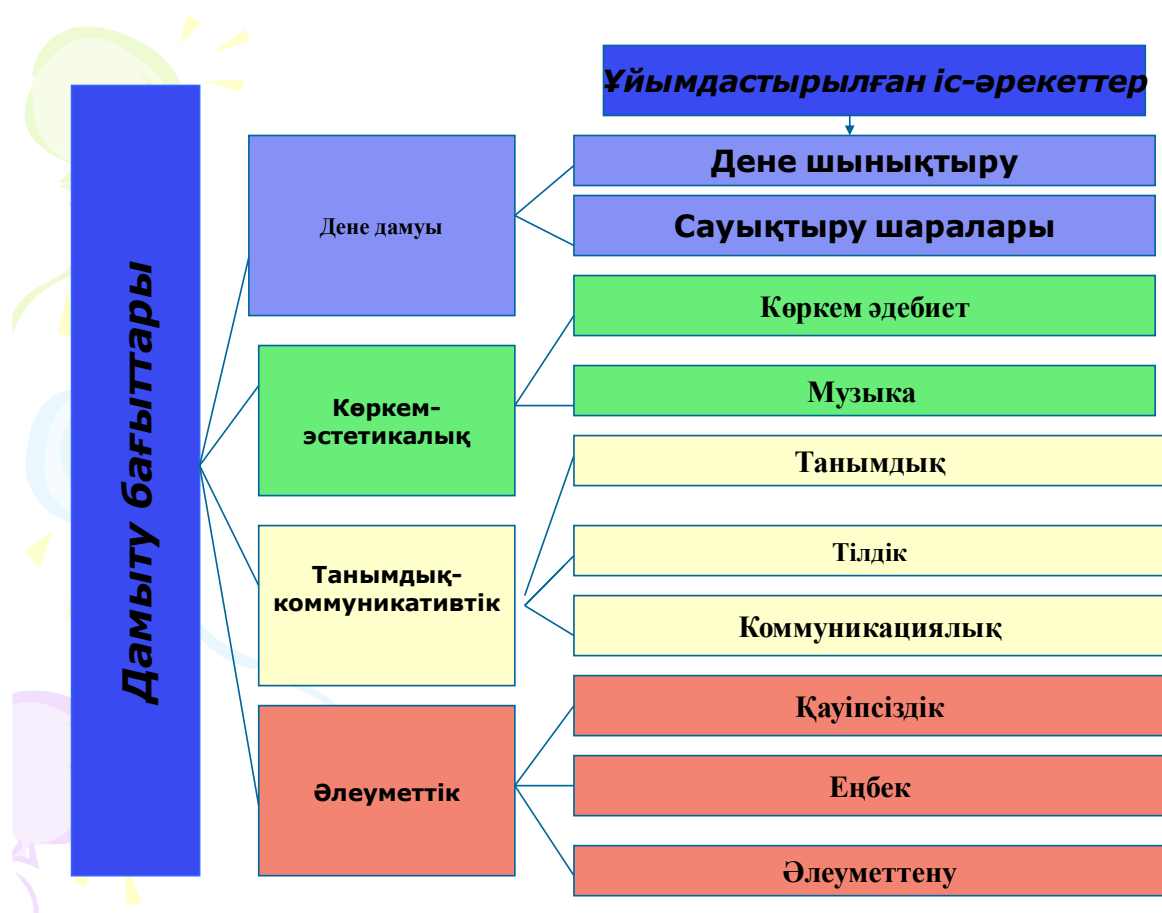 Ұйымдастырылған іс-әрекеттер
Дамыту бағыттары
Дене дамуы
Дене шынықтыру
Сауықтыру шаралары
Көркем-
эстетикалық
Көркем әдебиет
Музыка
Танымдық-
коммуникативтік
Танымдық
Тілдік
Коммуникациялық
Әлеуметтік
Қауіпсіздік
Еңбек
Әлеуметтену